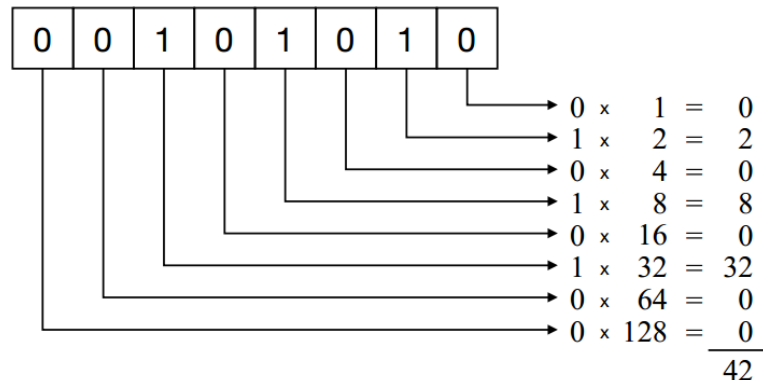 0 0 1 0 1 0 1 0
0 x 1 = 0
1 x 2 = 2
0 x 4 = 0
1 x 8 = 8
0 x 16 = 0
1 x 32 = 32
0 x 64 = 0
0 x 128 = 0
42